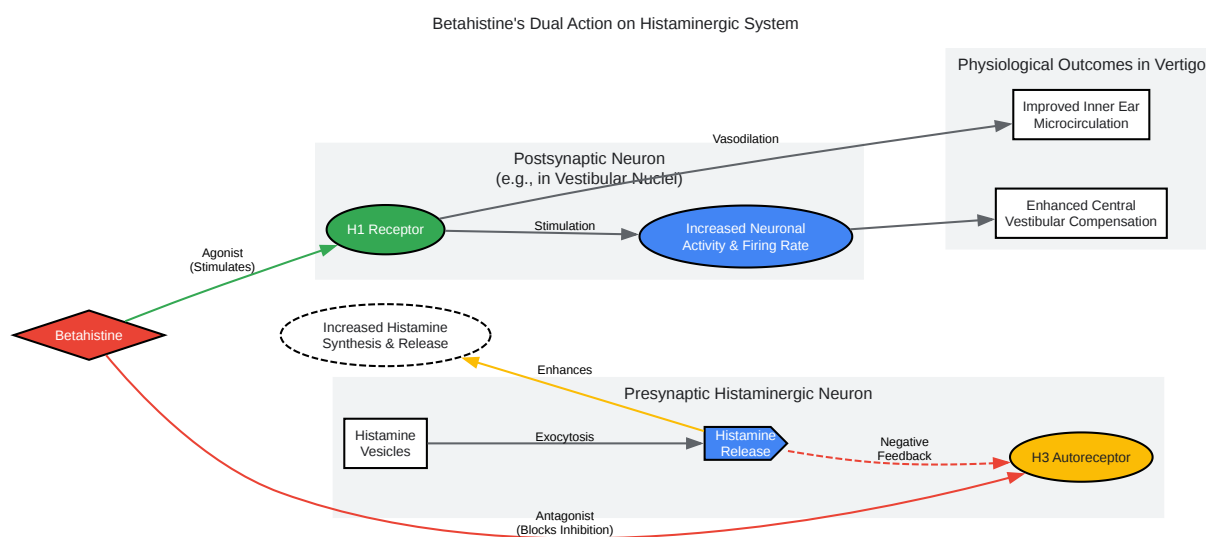 Betahistine's Dual Action on Histaminergic System
Physiological Outcomes in Vertigo
Improved Inner Ear
Microcirculation
Vasodilation
Postsynaptic Neuron
(e.g., in Vestibular Nuclei)
H1 Receptor
Stimulation
Increased Neuronal
Activity & Firing Rate
Enhanced Central
Vestibular Compensation
Agonist
(Stimulates)
Betahistine
Increased Histamine
Synthesis & Release
Enhances
Presynaptic Histaminergic Neuron
Histamine
Vesicles
Exocytosis
Histamine
Release
Negative
Feedback
H3 Autoreceptor
Antagonist
(Blocks Inhibition)